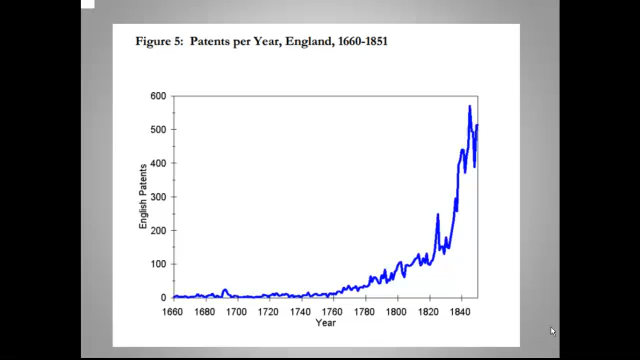 Figure 5: Patents per Year, England, 1660-1851
600
500
400
300
200
100
0
English Patents
1660 1680 1700 1720 1740 1760 1780 1800 1820 1840
Year